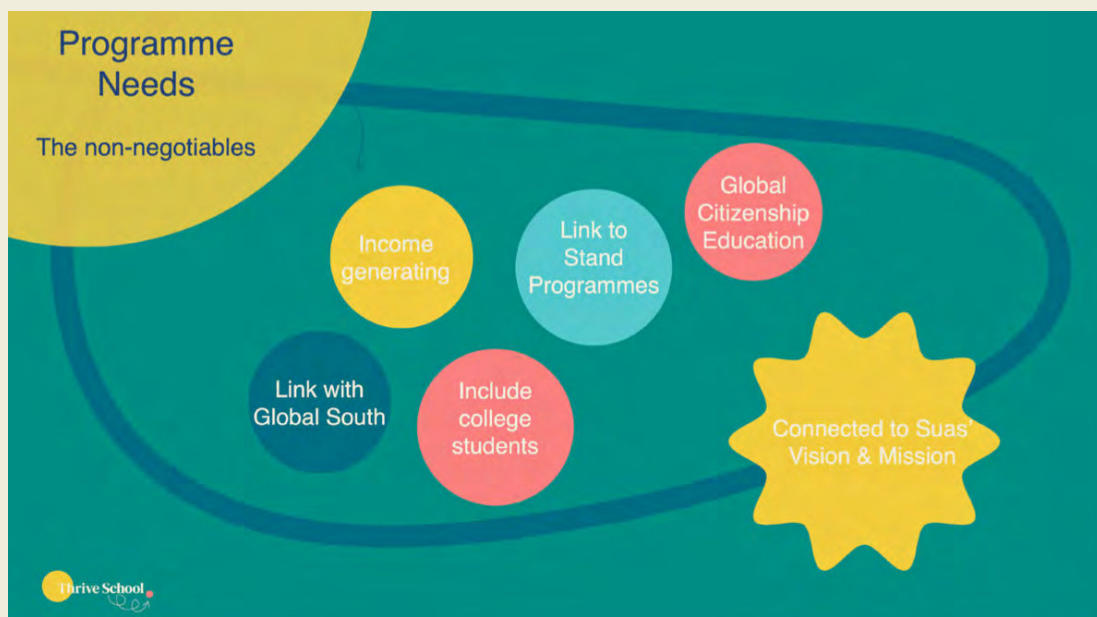 Programme
Needs
The non-negotiables
Global
Citizenship
Education
Link to
Stand
Programmes
Income
generating
Link with
Global South
Include
college
students
Connected to Suas'
Vision & Mission
Thrive School